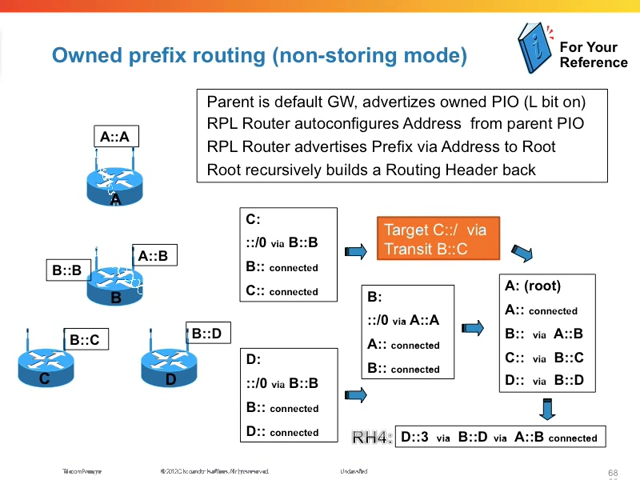 Owned prefix routing (non-storing mode)
For Your
Reference
Parent is default GW, advertizes owned PIO (L bit on)
RPL Router autoconfigures Address from parent PIO
RPL Router advertises Prefix via Address to Root
Root recursively builds a Routing Header back
A::A
A
B::B
A::B
B
B::C
C
B::D
D
C:
::/0 via B::B
B:: connected
C:: connected
Target C::/ via
Transit B::C
B:
::/0 via A::A
A:: connected
B:: connected
A: (root)
A:: connected
B:: via A::B
C:: via B::C
D:: via B::D
D:
::/0 via B::B
B:: connected
D:: connected
RH4:
D::3 via B::D via A::B connected
68